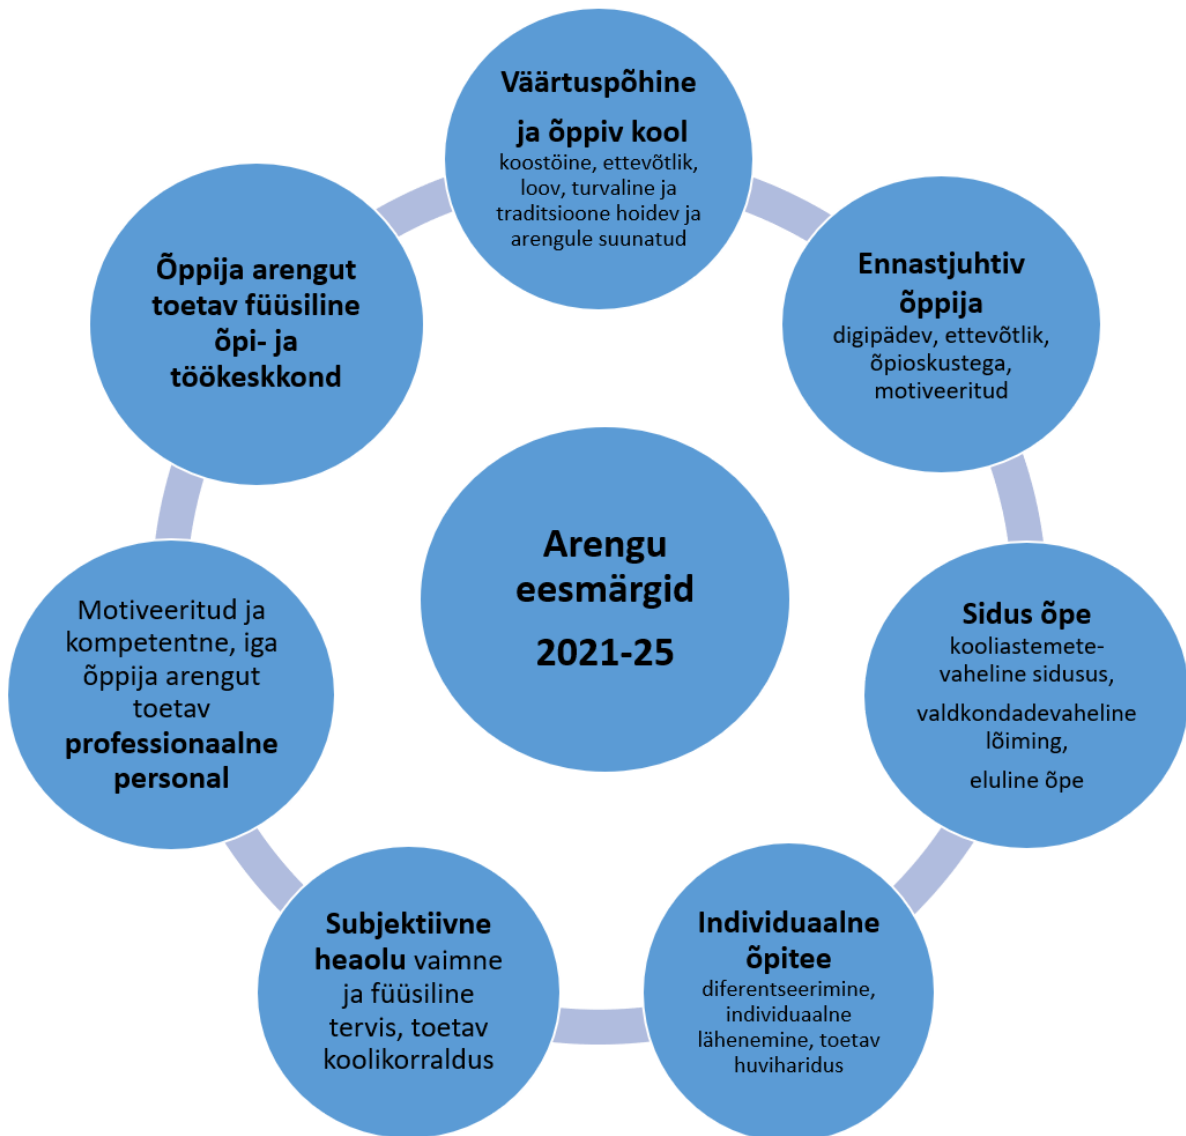 Väärtuspõhine
ja õppiv kool
koostöine, ettevõtlik,
loov, turvaline ja
traditsioone hoidev ja
arengule suunatud
Ennastjuhtiv
õppija
digipädev, ettevõtlik,
õpioskustega,
motiveeritud
Sidus õpe
kooliastemete-
vaheline sidusus,
valdkondadevaheline
lõiming,
eluline õpe
Individuaalne
õpitee
diferentseerimine,
individuaalne
lähenemine, toetav
huviharidus
Subjektiivne
heaolu vaimne
ja füüsiline
tervis, toetav
koolikorraldus
Motiveeritud ja
kompetentne, iga
õppija arengut
toetav
professionaalne
personal
Õppija arengut
toetav füüsiline
õpi- ja
töökeskkond
Arengu
eesmärgid
2021-25